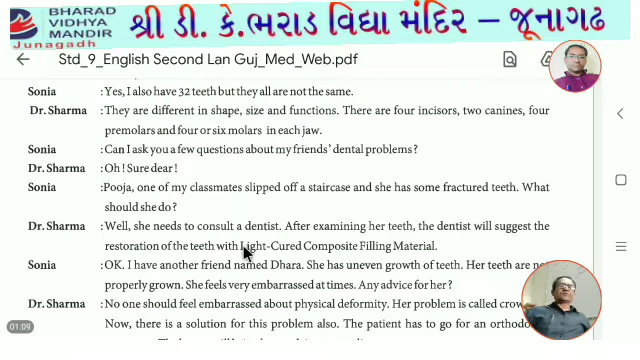 BHARAD
VIDHYA
MANDIR
Junagadh
શ્રી ડી. કે. ભરાડ વિદ્યા મંદિર – જૂનાગઢ
Std_9_English Second Lan Guj_Med_Web.pdf
Sonia : Yes, I also have 32 teeth but they all are not the same.
Dr. Sharma : They are different in shape, size and functions. There are four incisors, two canines, four
premolars and four or six molars in each jaw.
Sonia : Can I ask you a few questions about my friends' dental problems?
Dr. Sharma : Oh! Sure dear!
Sonia : Pooja, one of my classmates slipped off a staircase and she has some fractured teeth. What
should she do?
Dr. Sharma : Well, she needs to consult a dentist. After examining her teeth, the dentist will suggest the
restoration of the teeth with Light-Cured Composite Filling Material.
Sonia : OK. I have another friend named Dhara. She has uneven growth of teeth. Her teeth are not
properly grown. She feels very embarrassed at times. Any advice for her?
Dr. Sharma : No one should feel embarrassed about physical deformity. Her problem is called
Now, there is a solution for this problem also. The patient has to go for an
01:09